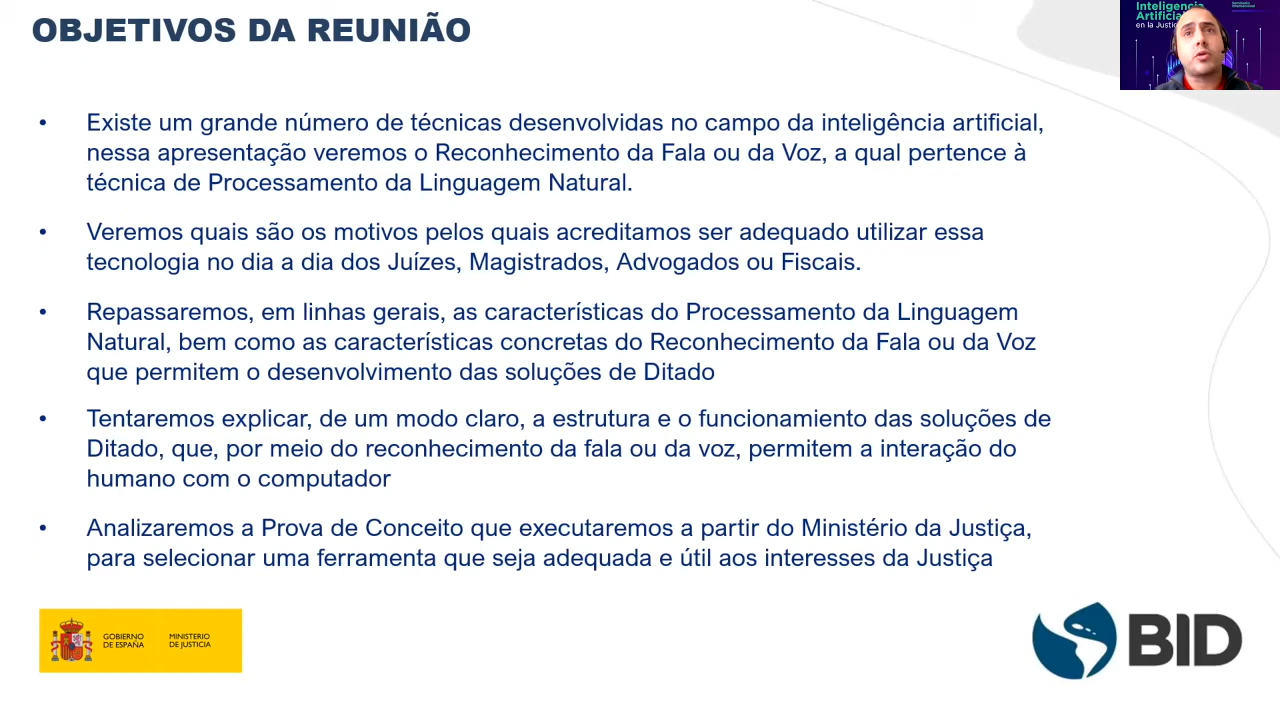 OBJETIVOS DA REUNIÃO
Inteligencia
Artificial
en la Justic
Seminario
Internacional
• Existe um grande número de técnicas desenvolvidas no campo da inteligência artificial,
nessa apresentação veremos o Reconhecimento da Fala ou da Voz, a qual pertence à
técnica de Processamento da Linguagem Natural.
• Veremos quais são os motivos pelos quais acreditamos ser adequado utilizar essa
tecnologia no dia a dia dos Juízes, Magistrados, Advogados ou Fiscais.
• Repassaremos, em linhas gerais, as características do Processamento da Linguagem
Natural, bem como as características concretas do Reconhecimento da Fala ou da Voz
que permitem o desenvolvimento das soluções de Ditado
• Tentaremos explicar, de um modo claro, a estrutura e o funcionamiento das soluções de
Ditado, que, por meio do reconhecimento da fala ou da voz, permitem a interação do
humano com o computador
• Analizaremos a Prova de Conceito que executaremos a partir do Ministério da Justiça,
para selecionar uma ferramenta que seja adequada e útil aos interesses da Justiça
GOBIERNO
DE ESPAÑA
MINISTERIO
DE JUSTICIA
BID